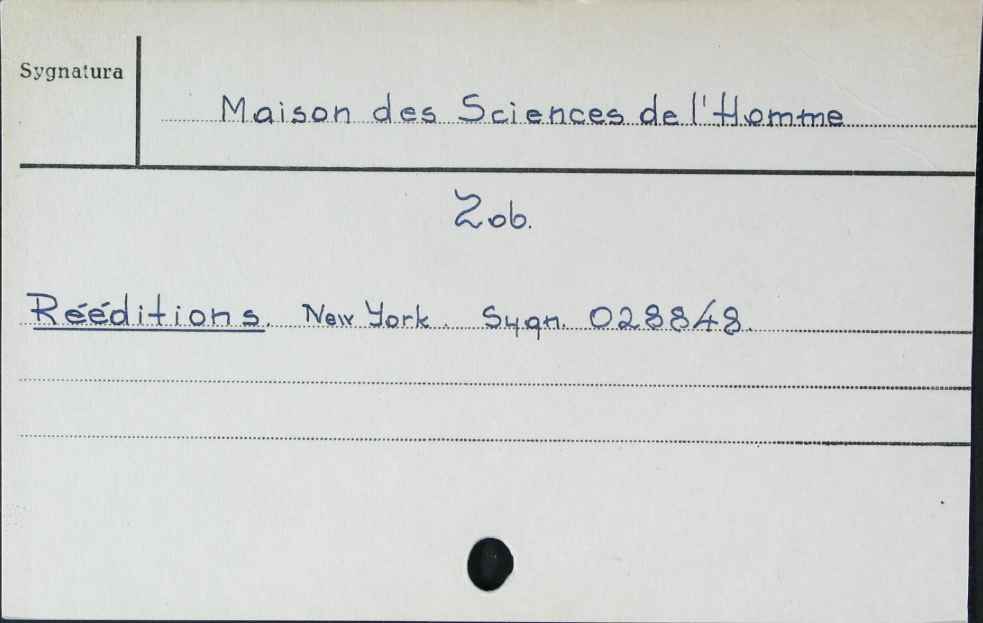 Sygnatura
Maison des Sciences de l'Homme
Zob.
Rééditions. New York. Sygn. 028848.